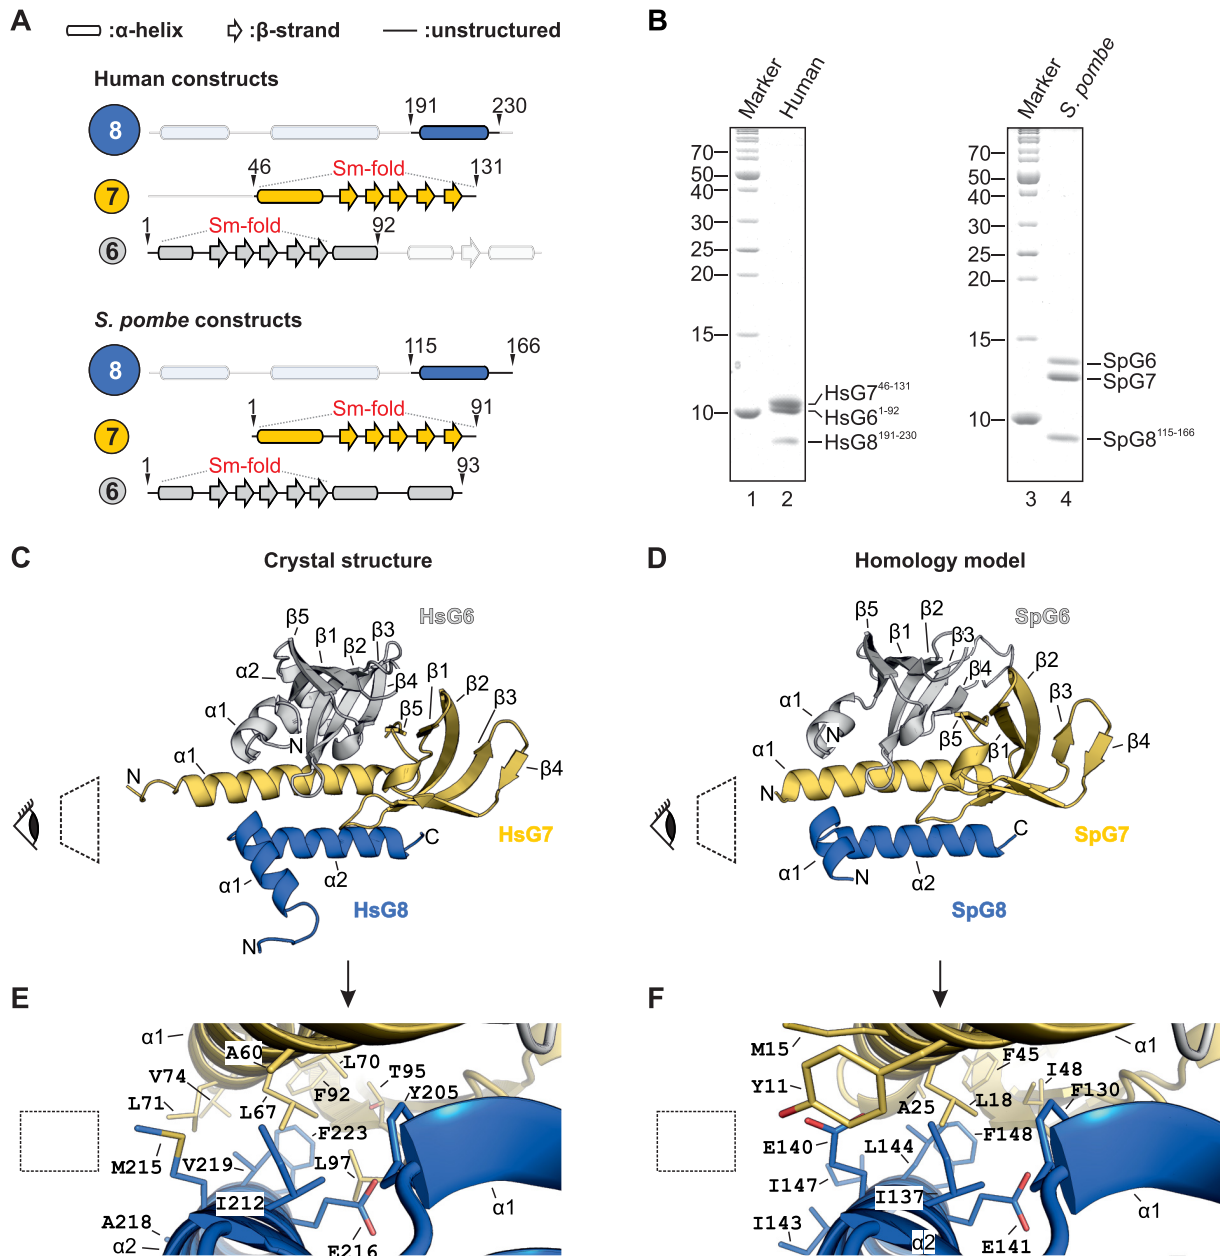 A
:α-helix :β-strand :unstructured
Human constructs
8 191 230
7 46 Sm-fold 131
6 1 Sm-fold 92
S. pombe constructs
8 115 166
7 1 Sm-fold 91
6 1 Sm-fold 93
B
Marker Human
70
50
40
30
25
20
15
10
HsG7 46-131
HsG6 1-92
HsG8 191-230
1 2
Marker S. pombe
70
50
40
30
25
20
15
10
SpG6
SpG7
SpG8 115-166
3 4
C Crystal structure
HsG6
β5 β1 β2 β3
α2 β4 β1 β2 β3
α1 N β5
N α1 β4
HsG7
C
α1 α2
HsG8
N
D Homology model
SpG6
β5 β1 β2 β3
β4 β2 β3
α1 N
β5 β1 β4
α1
N
SpG7
C
α1 N α2
SpG8
E
α1 A60 L70
V74 F92 T95
L71 L67 Y205
F223
M215 V219 L97
I212 α1
A218
α2 E216
F
M15 F45 α1
I48
Y11 A25 L18 F130
E140 L144 F148
I147 I137
α1
I143 α2 E141